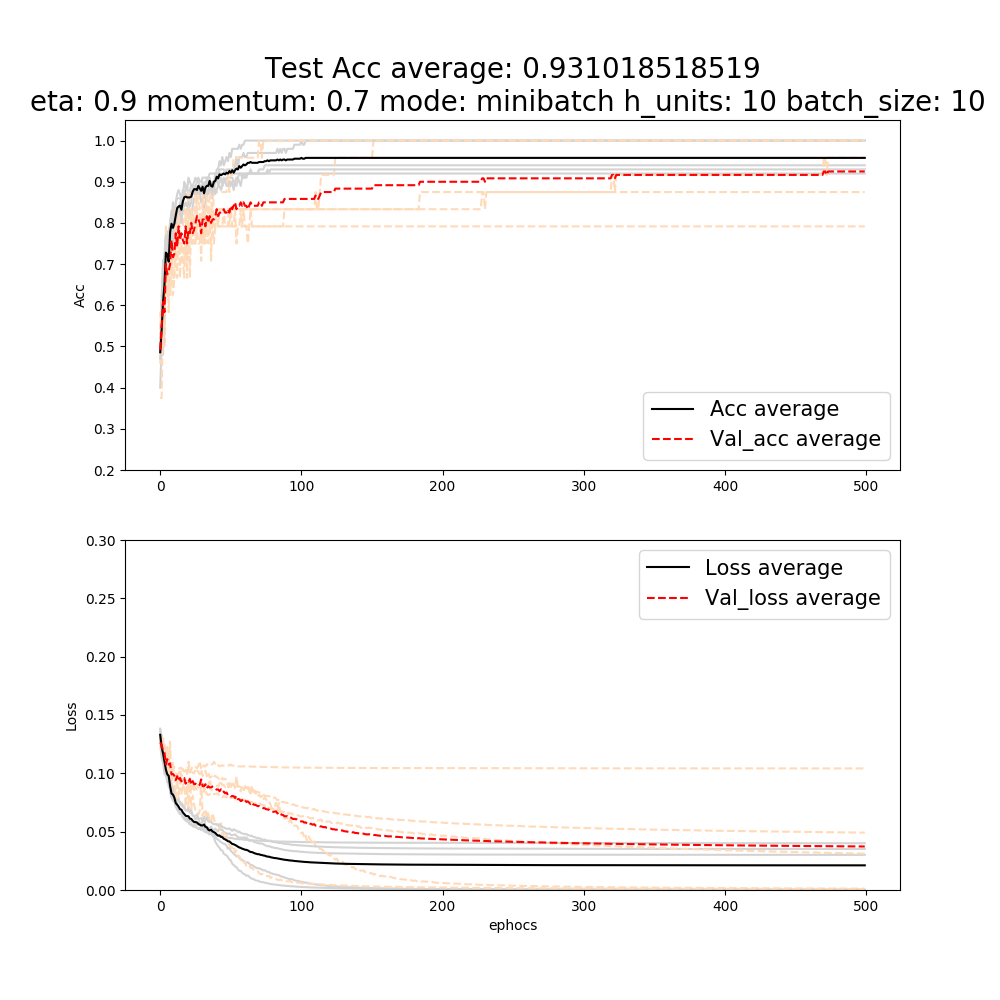 Test Acc average: 0.931018518519
eta: 0.9 momentum: 0.7 mode: minibatch h_units: 10 batch_size: 10
1.0
0.9
0.8
0.7
0.6
0.5
0.4
0.3
0.2
Acc
Acc average
Val_acc average
0 100 200 300 400 500
0.30
0.25
0.20
0.15
0.10
0.05
0.00
Loss
Loss average
Val_loss average
0 100 200 300 400 500
ephocs